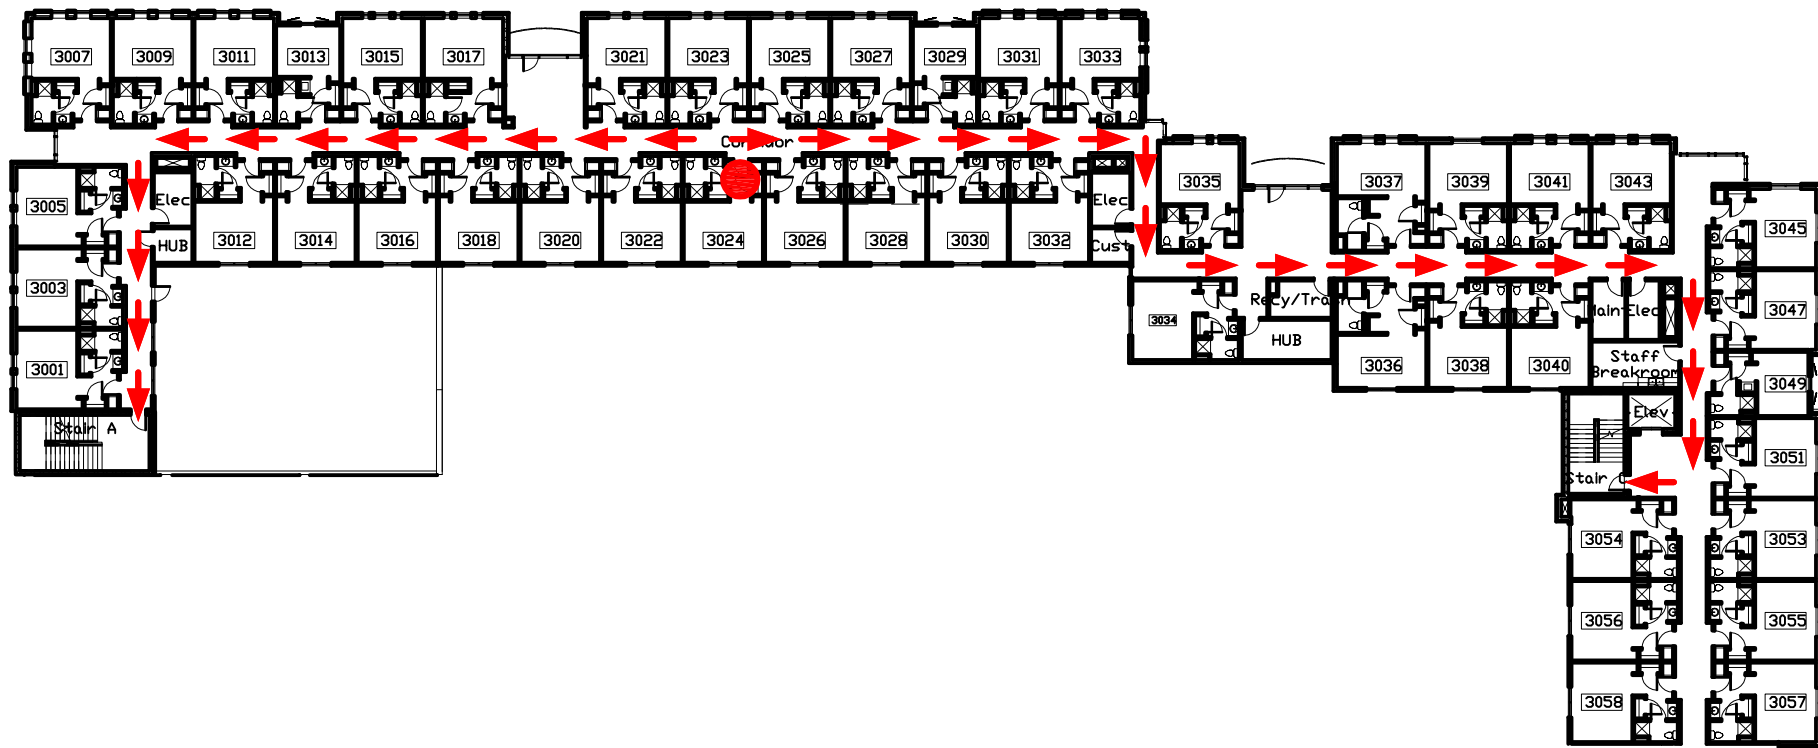 3007 3009 3011 3013 3015 3017 3021 3023 3025 3027 3029 3031 3033
Corridor
3035 3037 3039 3041 3043
3005 Elec Elec 3045
HUB 3012 3014 3016 3018 3020 3022 3024 3026 3028 3030 3032 Cust
3003 Recy/Trash 3047
3034 HUB Main Elec
3001 3036 3038 3040 Staff
Breakroom 3049
Stair A Elev
3051
Stair C
3054 3053
3056 3055
3058 3057